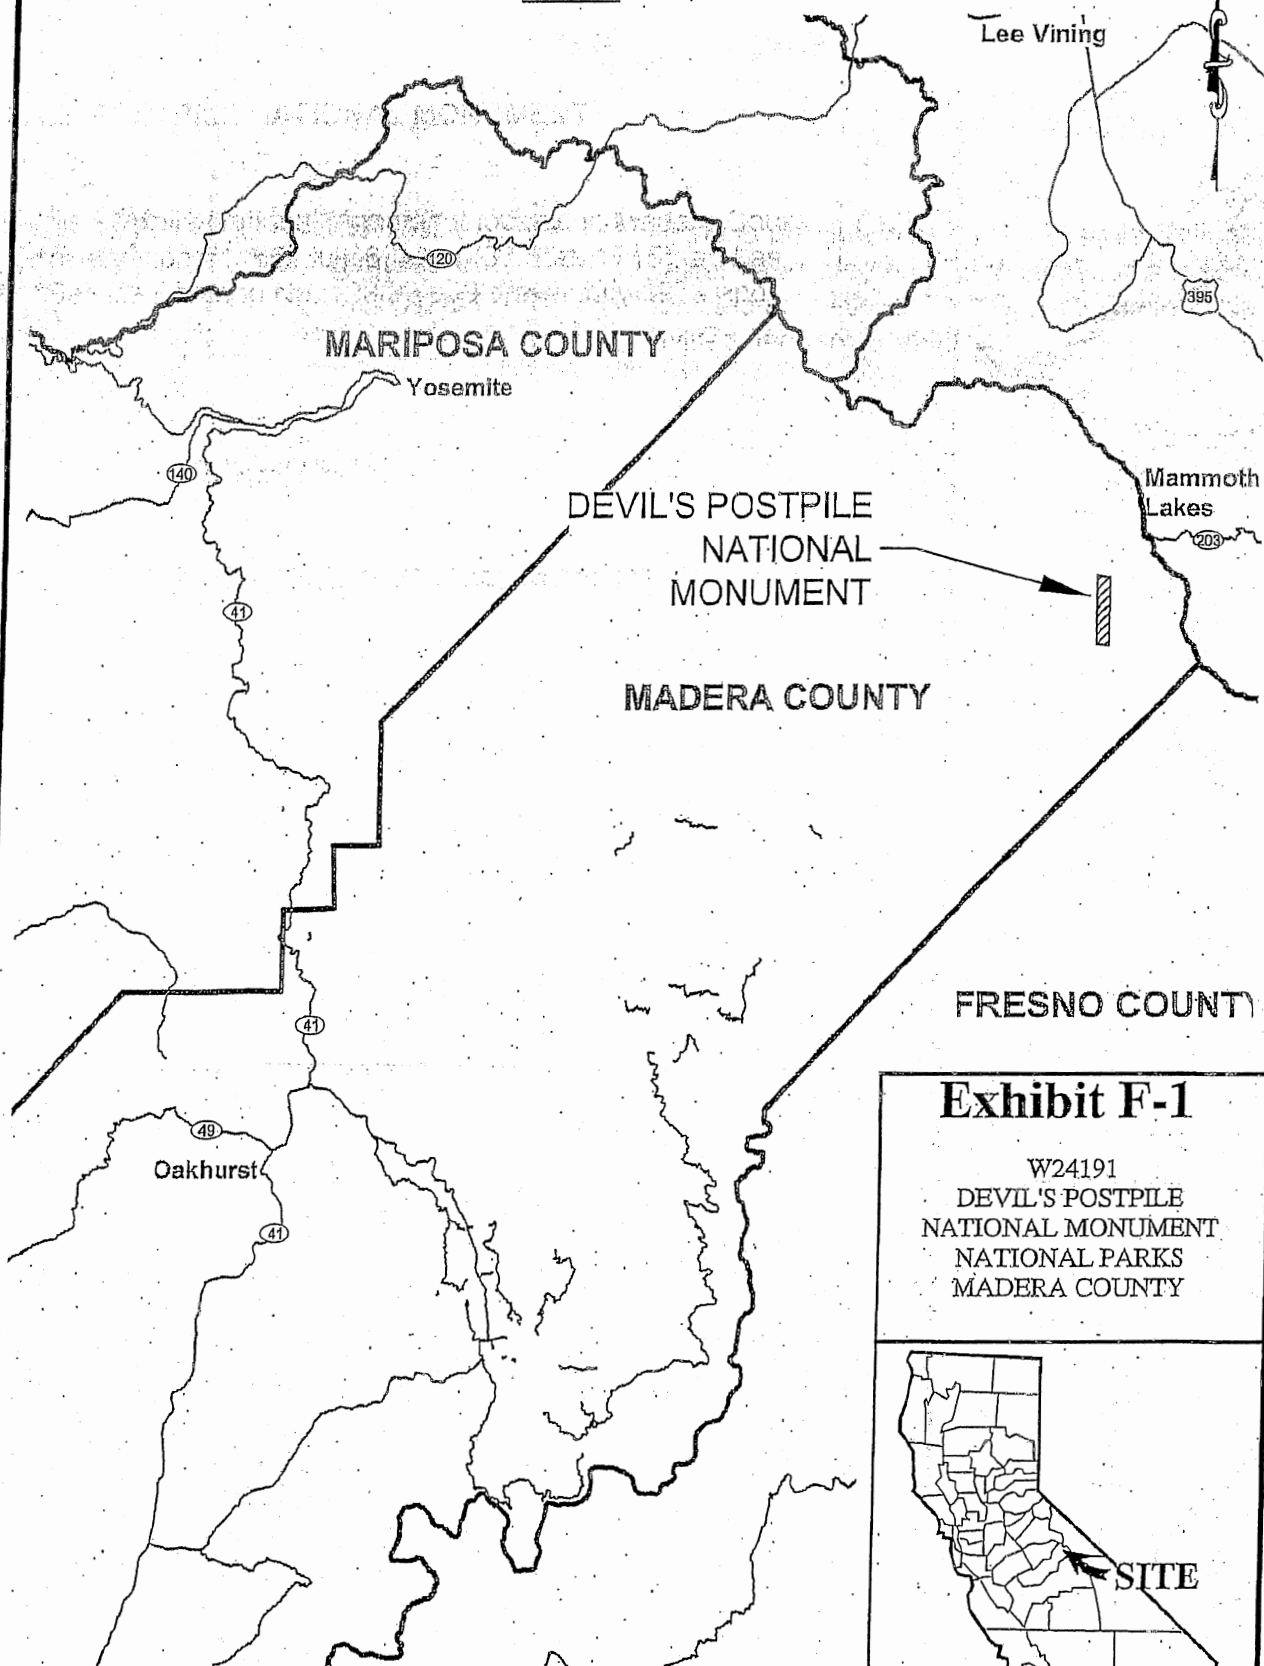 Lee Vining
120
395
MARIPOSA COUNTY
Yosemite
140
Mammoth
Lakes
203
DEVIL'S POSTPILE
NATIONAL
MONUMENT
41
MADERA COUNTY
FRESNO COUNTY
41
49
Oakhurst
41
Exhibit F-1
W24191
DEVIL'S POSTPILE
NATIONAL MONUMENT
NATIONAL PARKS
MADERA COUNTY
SITE